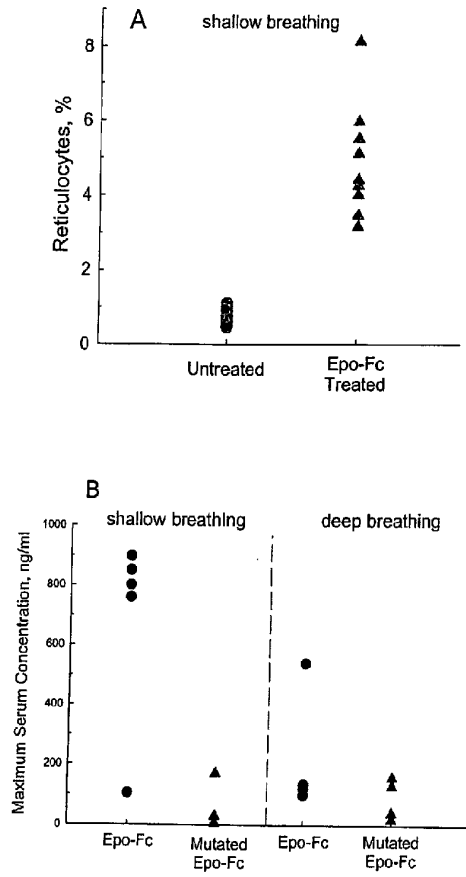 A shallow breathing
8
6
4
2
0
Reticulocytes, %
Untreated
Epo-Fc
Treated
B
shallow breathing
deep breathing
1000
800
600
400
200
0
Maximum Serum Concentration, ng/ml
Epo-Fc
Mutated
Epo-Fc
Epo-Fc
Mutated
Epo-Fc